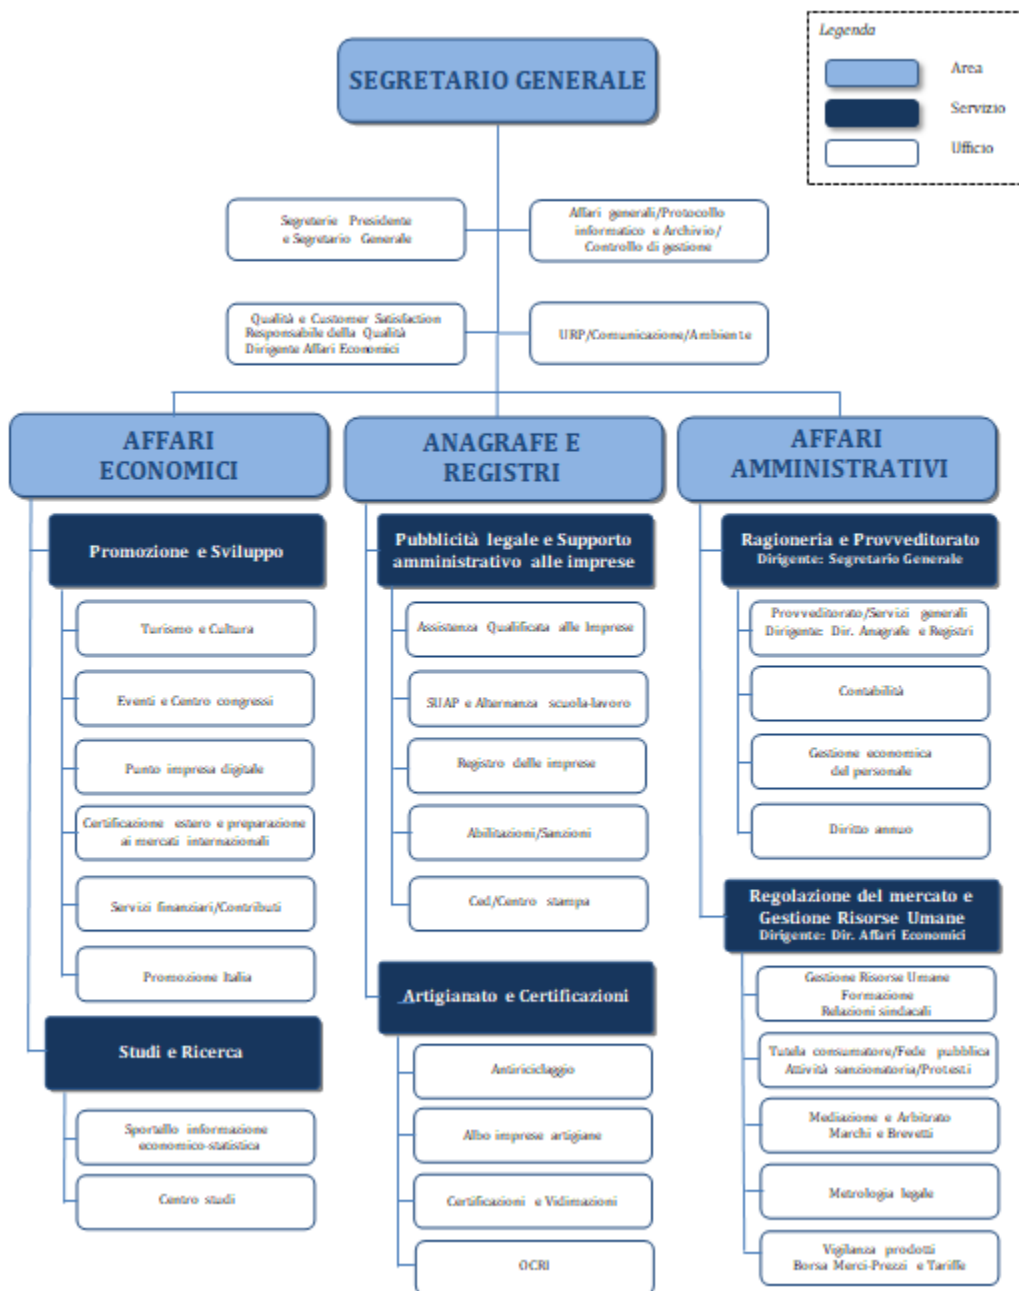 Legenda
Area
Servizio
Ufficio
SEGRETARIO GENERALE
Segreterie Presidente
e Segretario Generale
Affari generali/Protocollo
informatico e Archivio/
Controllo di gestione
Qualità e Customer Satisfaction
Responsabile della Qualità
Dirigente Affari Economici
URP/Comunicazione/Ambiente
AFFARI
ECONOMICI
Promozione e Sviluppo
Turismo e Cultura
Eventi e Centro congressi
Punto impresa digitale
Certificazione estero e preparazione
ai mercati internazionali
Servizi finanziari/Contributi
Promozione Italia
Studi e Ricerca
Sportello informazione
economico-statistica
Centro studi
ANAGRAFE E
REGISTRI
Pubblicità legale e Supporto
amministrativo alle imprese
Assistenza Qualificata alle Imprese
SUAP e Alternanza scuola-lavoro
Registro delle imprese
Abilitazioni/Sanzioni
Ced/Centro stampa
Artigianato e Certificazioni
Antiriciclaggio
Albo imprese artigiane
Certificazioni e Vidimazioni
OCRI
AFFARI
AMMINISTRATIVI
Ragioneria e Provveditorato
Dirigente: Segretario Generale
Provveditorato/Servizi generali
Dirigente: Dir. Anagrafe e Registri
Contabilità
Gestione economica
del personale
Diritto annuo
Regolazione del mercato e
Gestione Risorse Umane
Dirigente: Dir. Affari Economici
Gestione Risorse Umane
Formazione
Relazioni sindacali
Tutela consumatore/Fede pubblica
Attività sanzionatoria/Protesti
Mediazione e Arbitrato
Marchi e Brevetti
Metrologia legale
Vigilanza prodotti
Borsa Merci-Prezzi e Tariffe